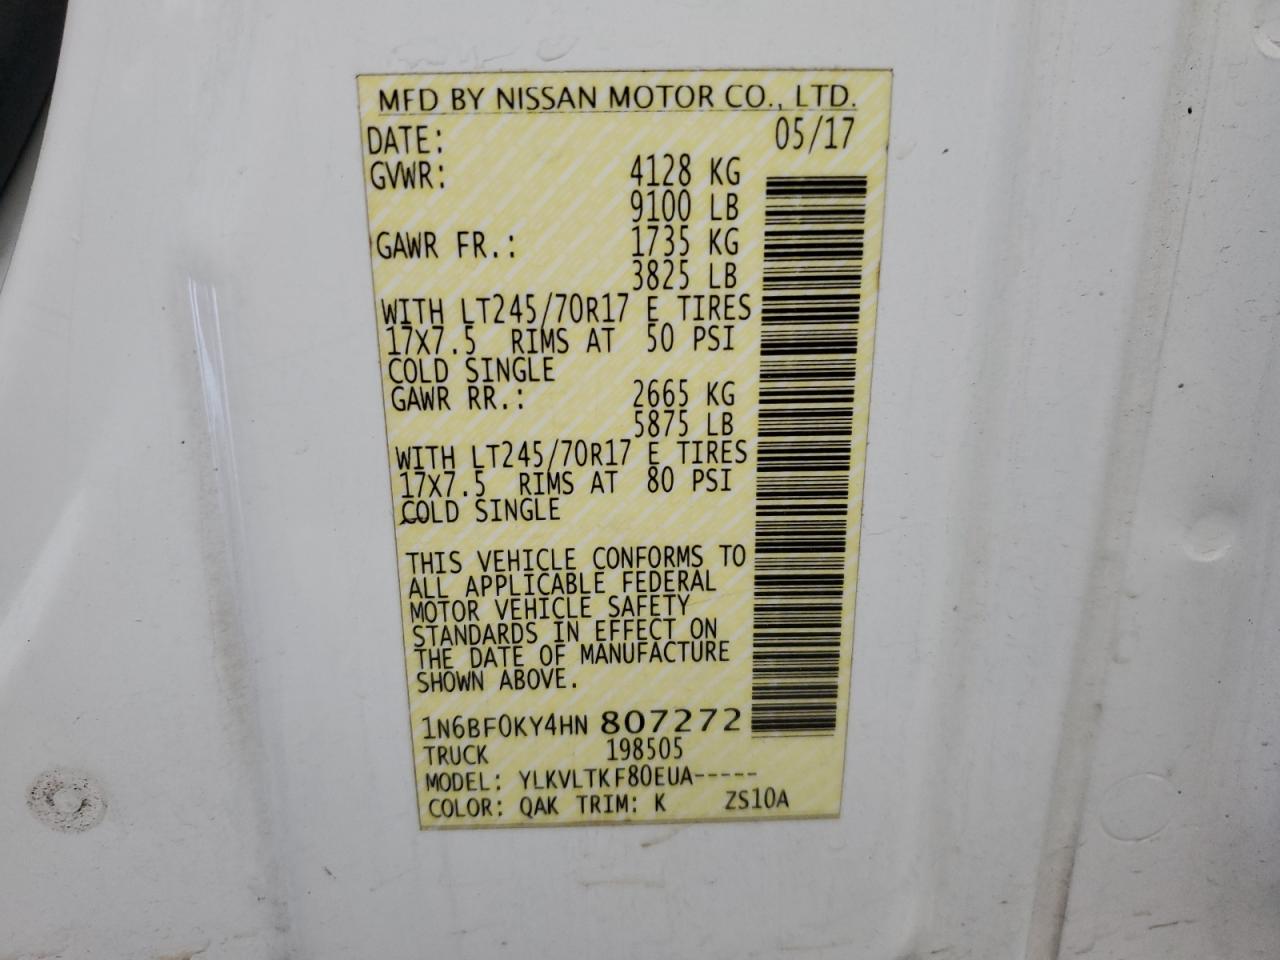 MFD BY NISSAN MOTOR CO., LTD.
DATE: 05/17
GVWR: 4128 KG
9100 LB
GAWR FR.: 1735 KG
3825 LB
WITH LT245/70R17 E TIRES
17X7.5 RIMS AT 50 PSI
COLD SINGLE
GAWR RR.: 2665 KG
5875 LB
WITH LT245/70R17 E TIRES
17X7.5 RIMS AT 80 PSI
COLD SINGLE
THIS VEHICLE CONFORMS TO
ALL APPLICABLE FEDERAL
MOTOR VEHICLE SAFETY
STANDARDS IN EFFECT ON
THE DATE OF MANUFACTURE
SHOWN ABOVE.
1N6BF0KY4HN 807272
TRUCK 198505
MODEL: YLKVLTKF80EUA-----
COLOR: QAK TRIM: K ZS10A